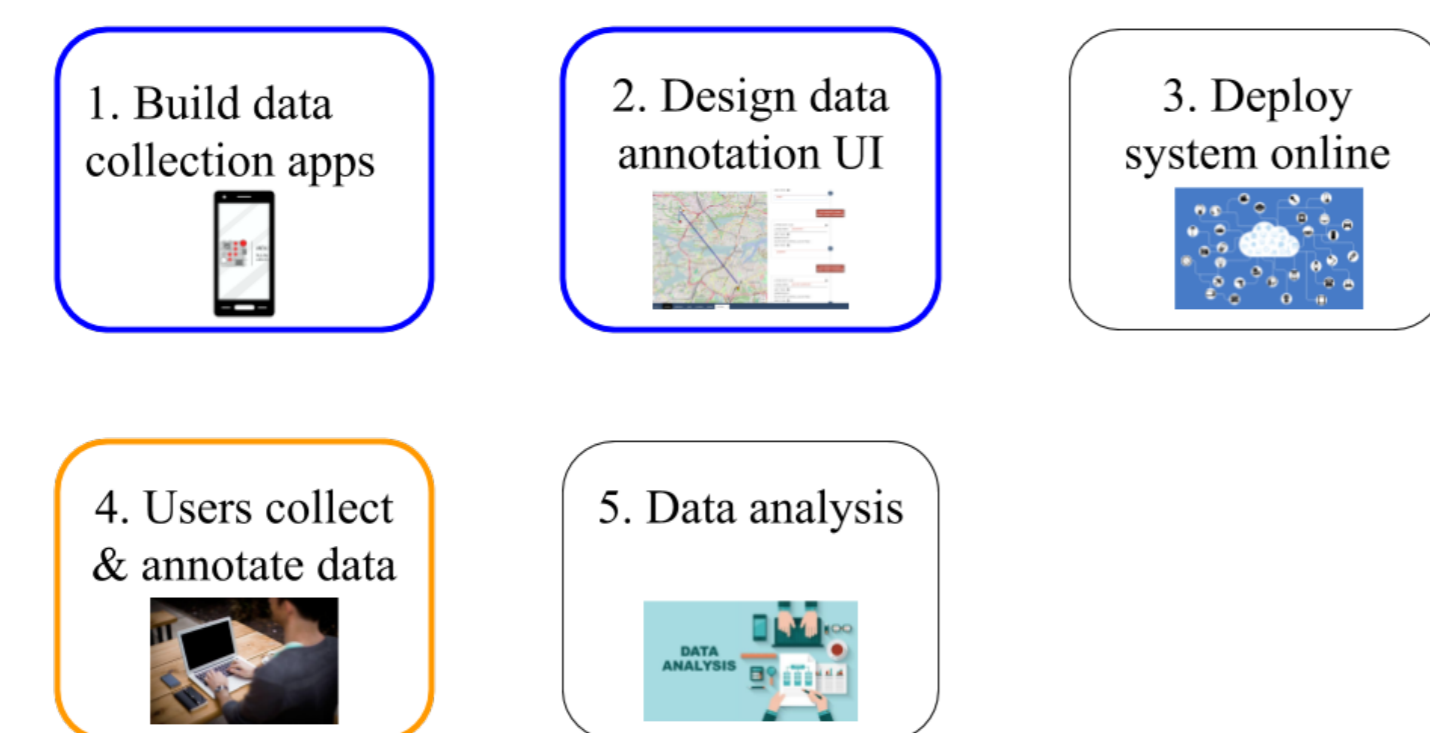 1. Build data
collection apps
2. Design data
annotation UI
3. Deploy
system online
4. Users collect
& annotate data
5. Data analysis
DATA
ANALYSIS